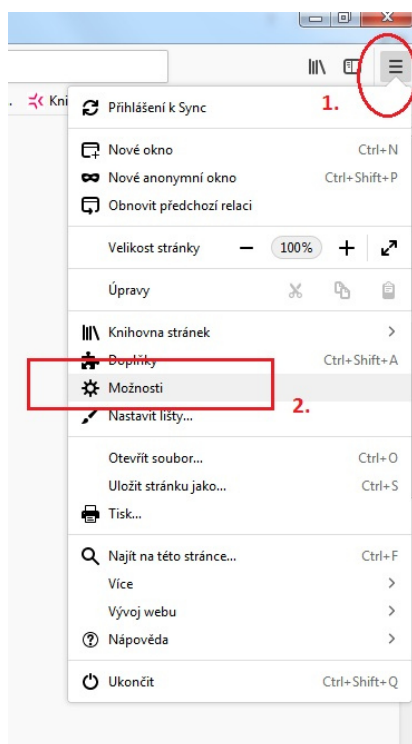 . Kni
1.
Přihlášení k Sync
Nové okno Ctrl+N
Nové anonymní okno Ctrl+Shift+P
Obnovit předchozí relaci
Velikost stránky − 100% +
Úpravy
Knihovna stránek >
Doplňky Ctrl+Shift+A
Možnosti
2.
Nastavit lišty...
Otevřít soubor... Ctrl+O
Uložit stránku jako... Ctrl+S
Tisk...
Najít na této stránce... Ctrl+F
Více >
Vývoj webu >
Nápověda >
Ukončit Ctrl+Shift+Q